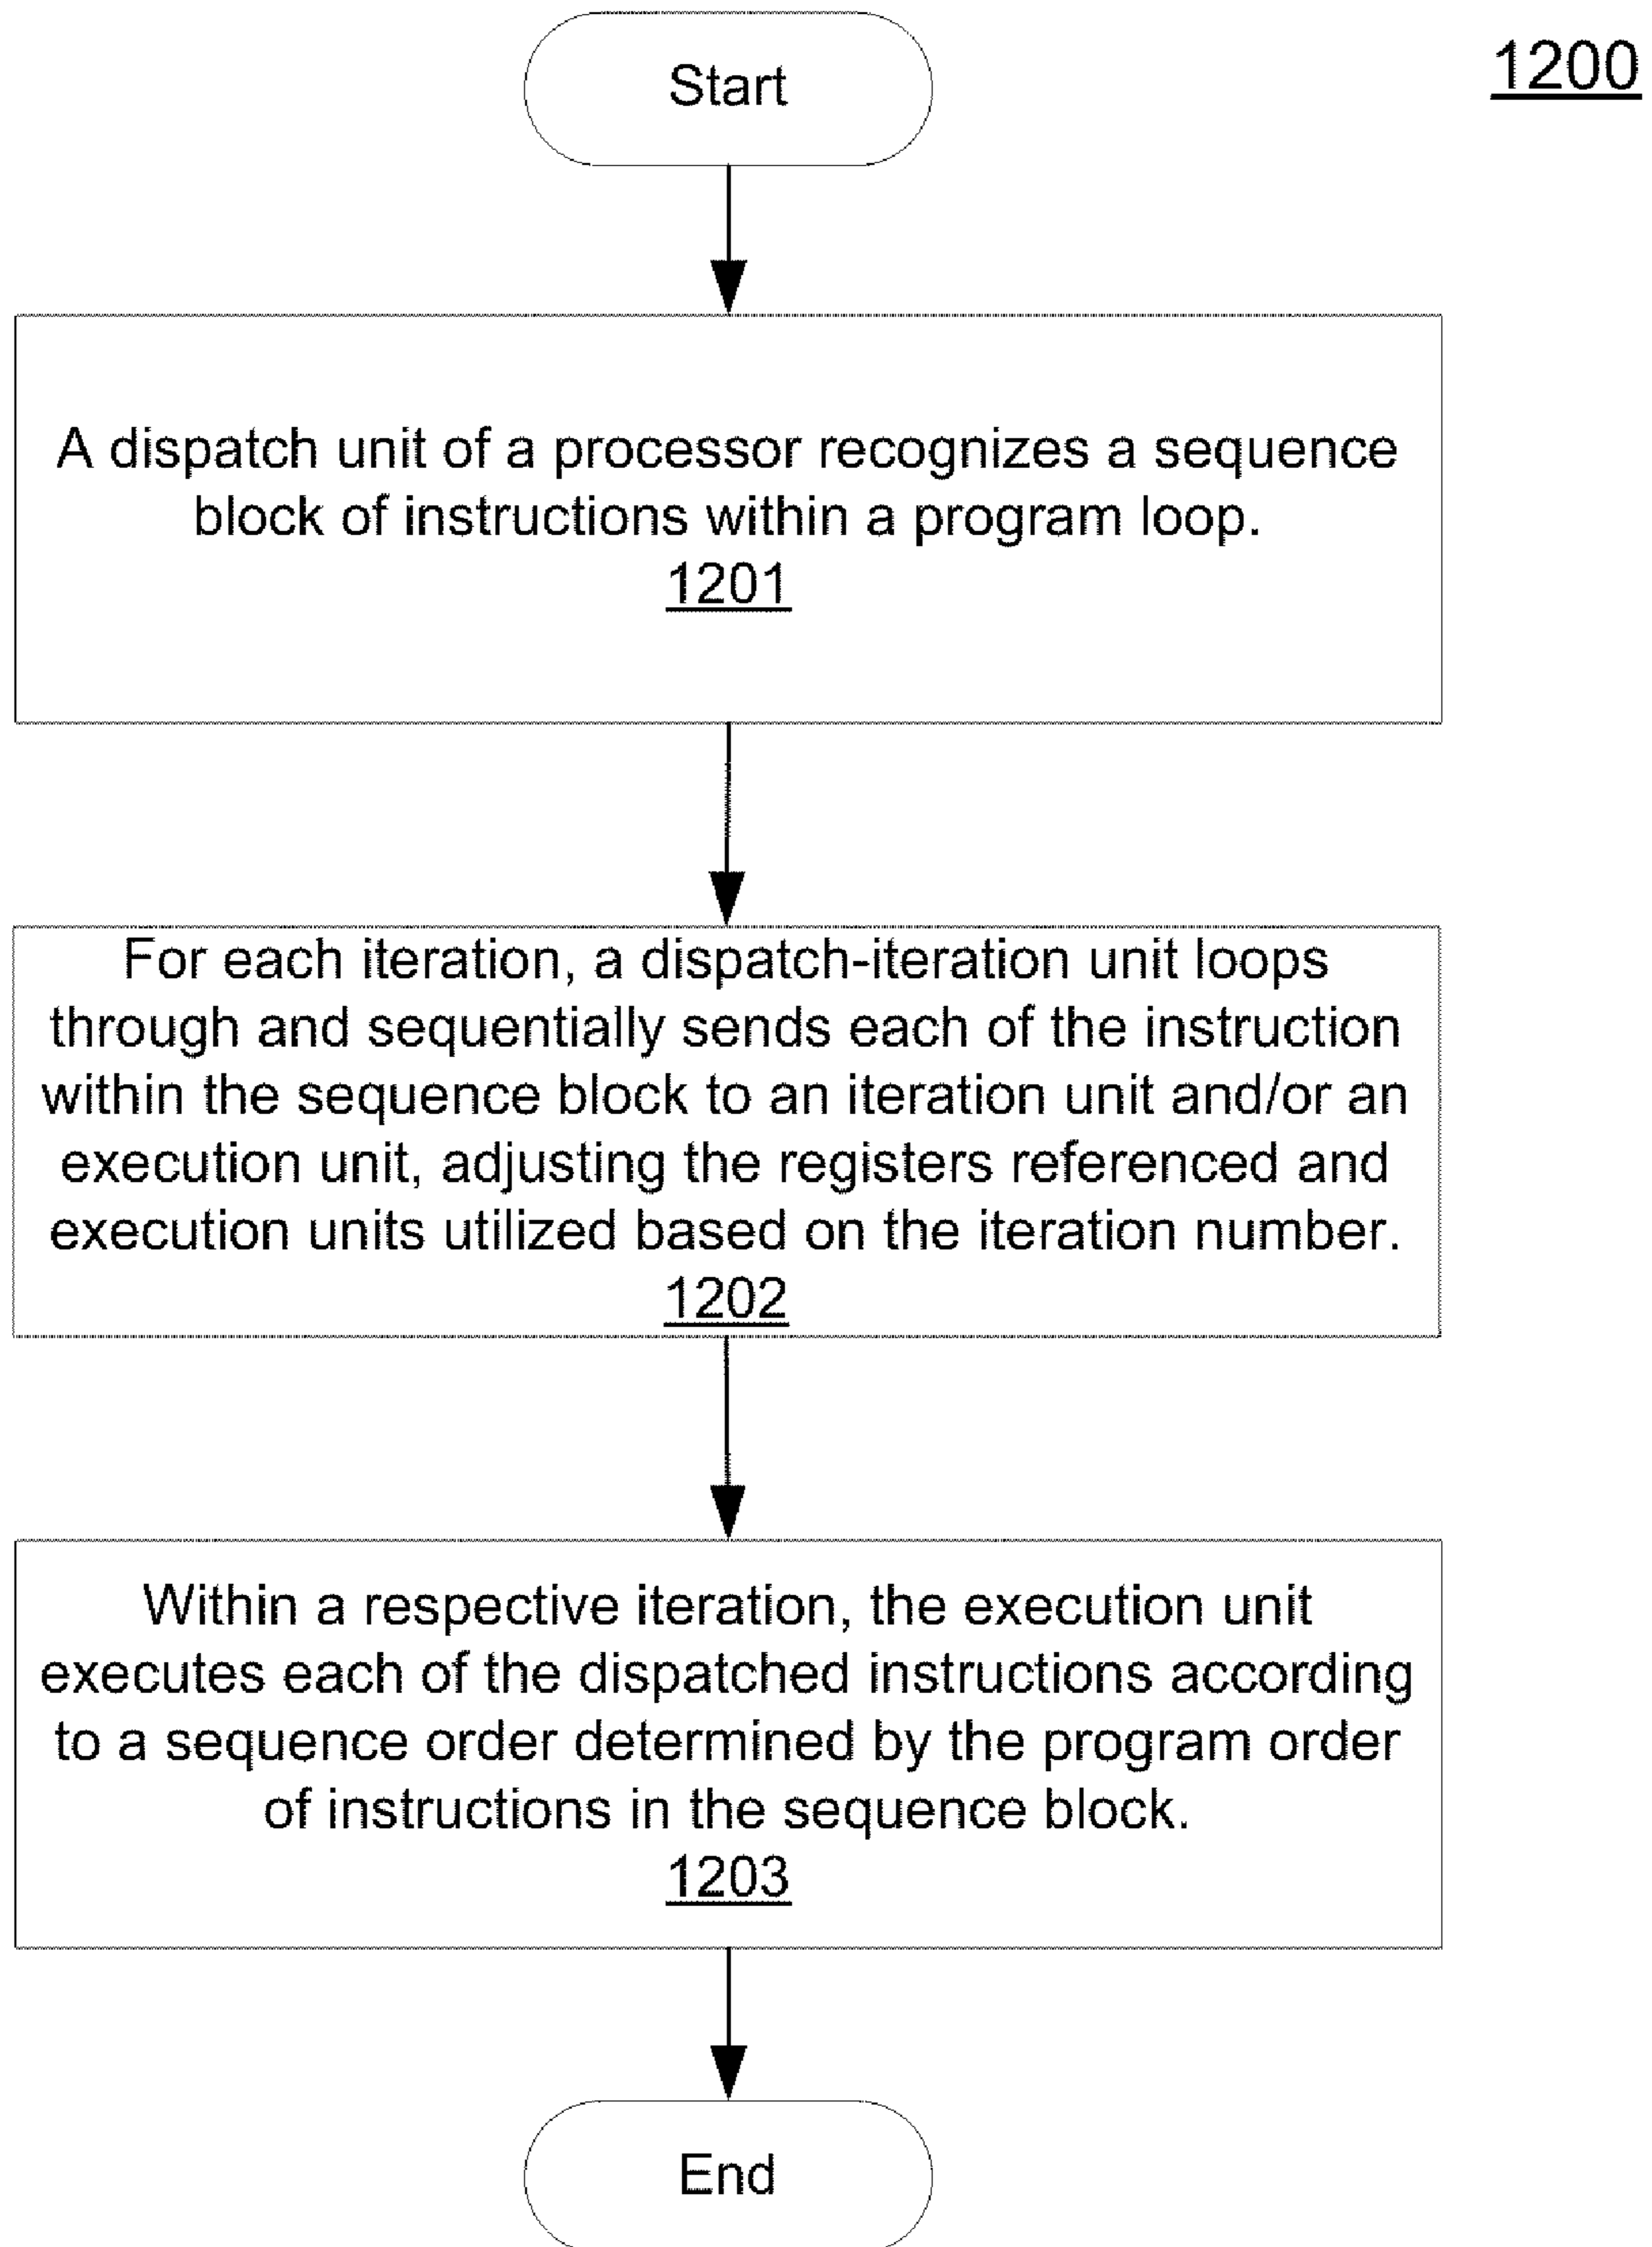 1200
Start
A dispatch unit of a processor recognizes a sequence
block of instructions within a program loop.
1201
For each iteration, a dispatch-iteration unit loops
through and sequentially sends each of the instruction
within the sequence block to an iteration unit and/or an
execution unit, adjusting the registers referenced and
execution units utilized based on the iteration number.
1202
Within a respective iteration, the execution unit
executes each of the dispatched instructions according
to a sequence order determined by the program order
of instructions in the sequence block.
1203
End